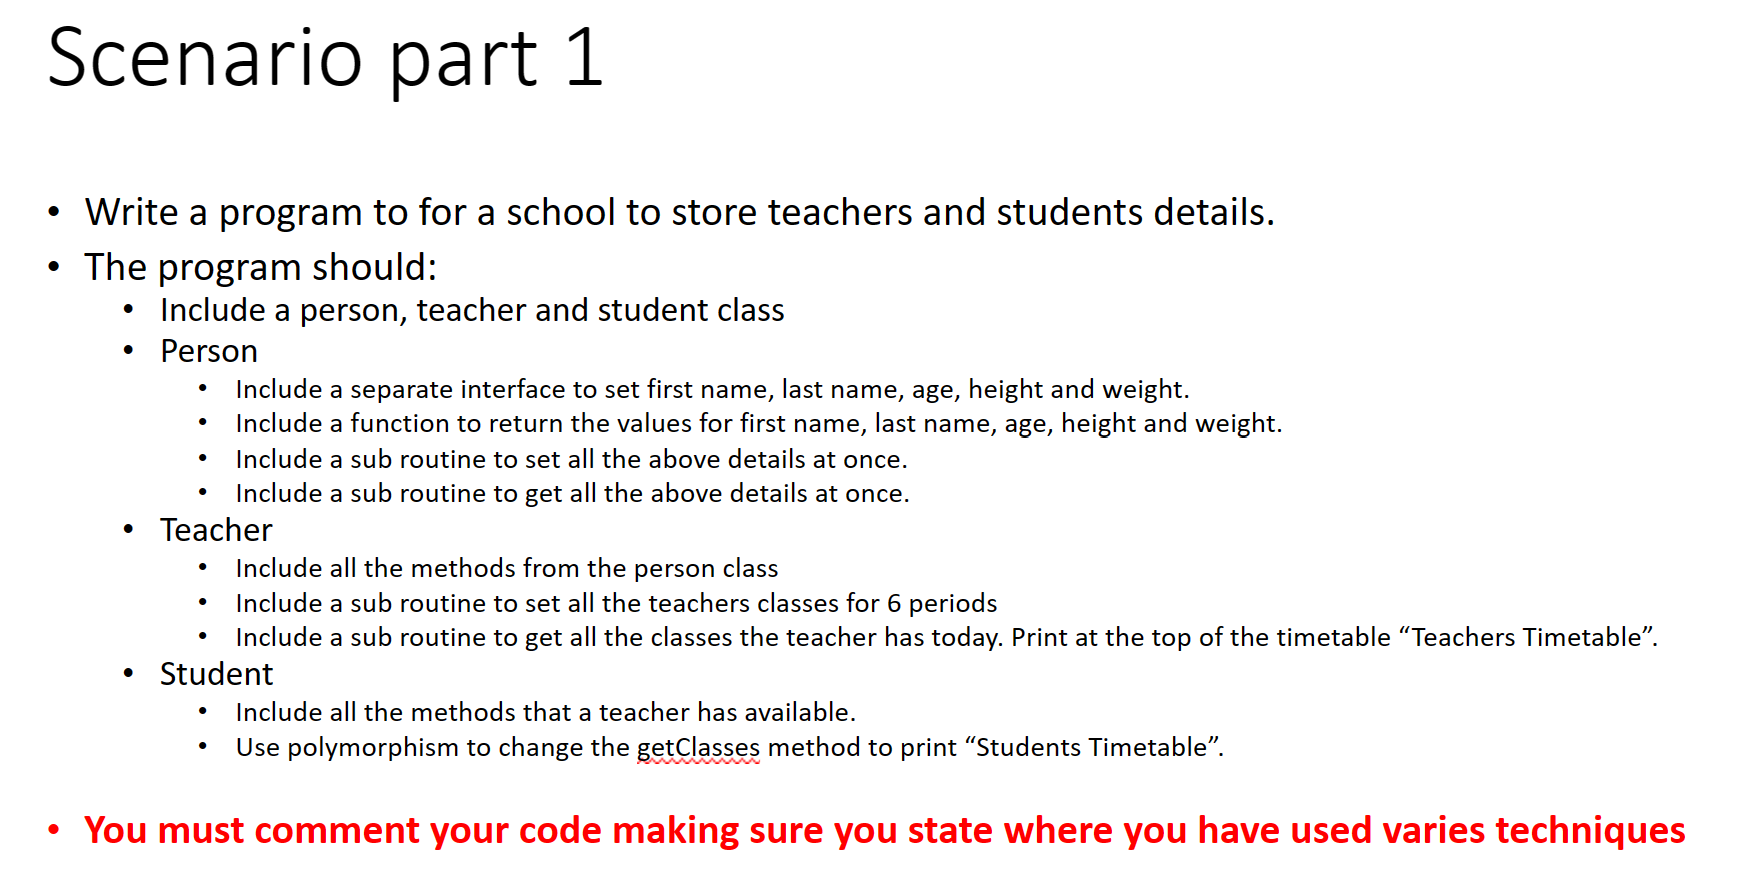 Scenario part 1
• Write a program to for a school to store teachers and students details.
• The program should:
• Include a person, teacher and student class
• Person
• Include a separate interface to set first name, last name, age, height and weight.
• Include a function to return the values for first name, last name, age, height and weight.
• Include a sub routine to set all the above details at once.
• Include a sub routine to get all the above details at once.
• Teacher
• Include all the methods from the person class
• Include a sub routine to set all the teachers classes for 6 periods
• Include a sub routine to get all the classes the teacher has today. Print at the top of the timetable “Teachers Timetable”.
• Student
• Include all the methods that a teacher has available.
• Use polymorphism to change the getClasses method to print “Students Timetable”.
• You must comment your code making sure you state where you have used varies techniques